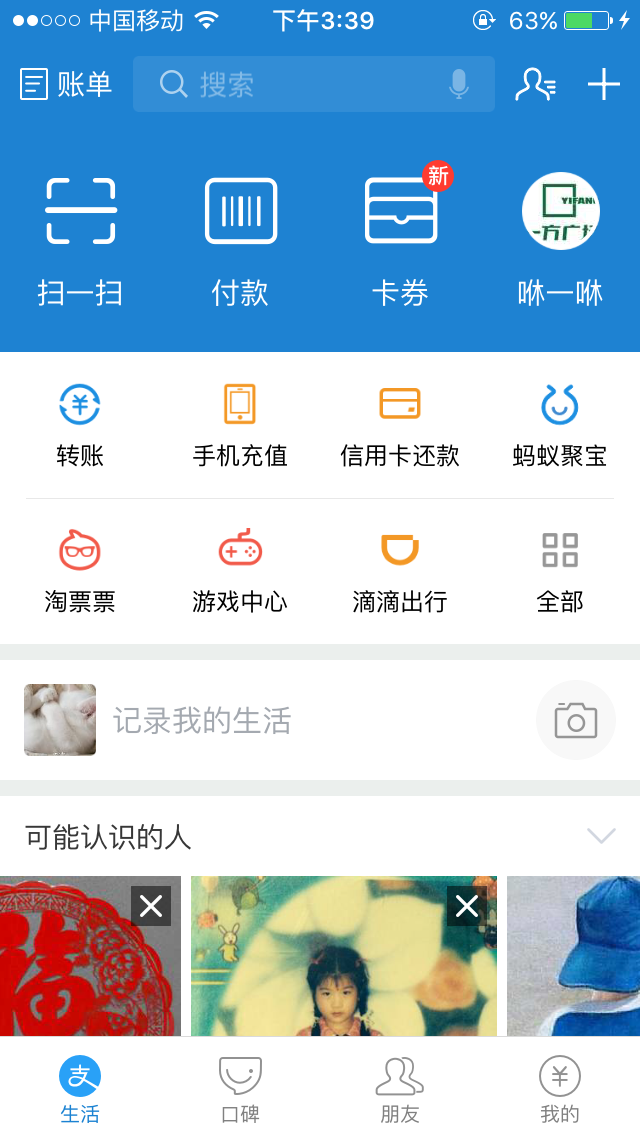 中国移动 下午3:39 63%
账单 搜索
新
YIFAN
一方广场
扫一扫 付款 卡券 咻一咻
¥
转账 手机充值 信用卡还款 蚂蚁聚宝
淘票票 游戏中心 滴滴出行 全部
记录我的生活
可能认识的人
福
支 ¥
生活 口碑 朋友 我的